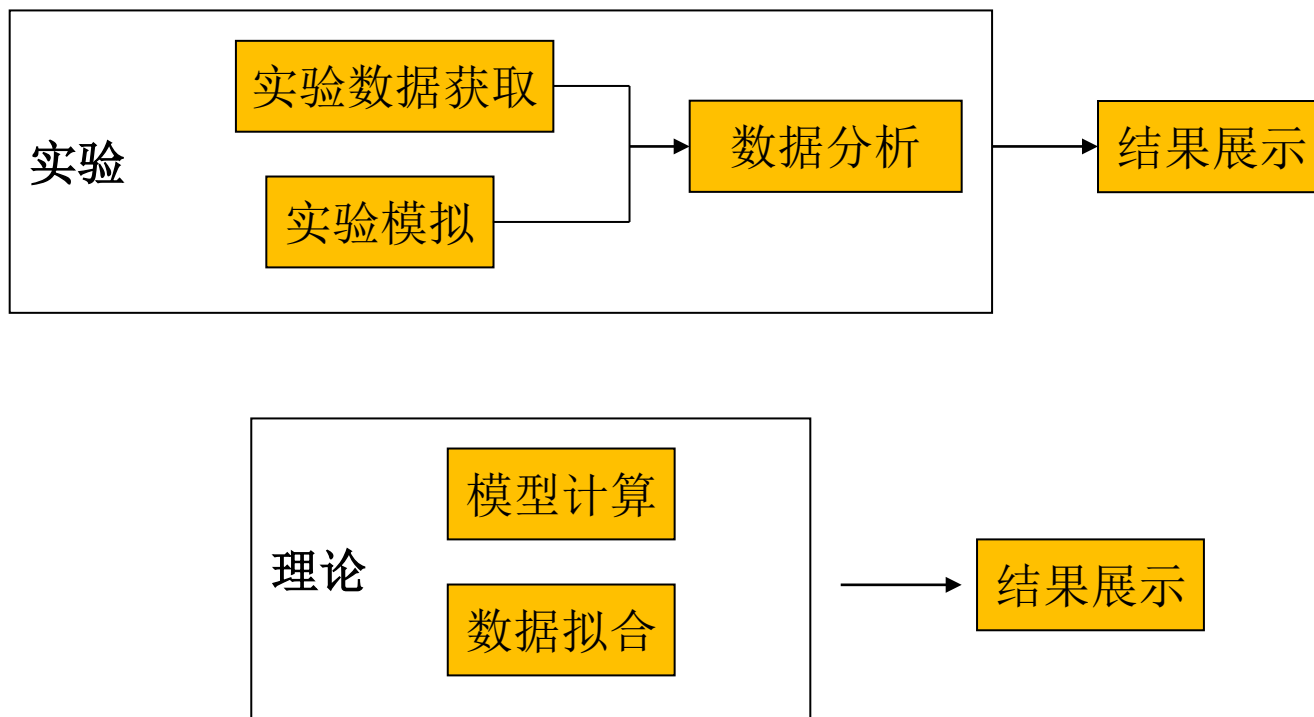 实验数据获取
实验
数据分析
结果展示
实验模拟
模型计算
理论
结果展示
数据拟合